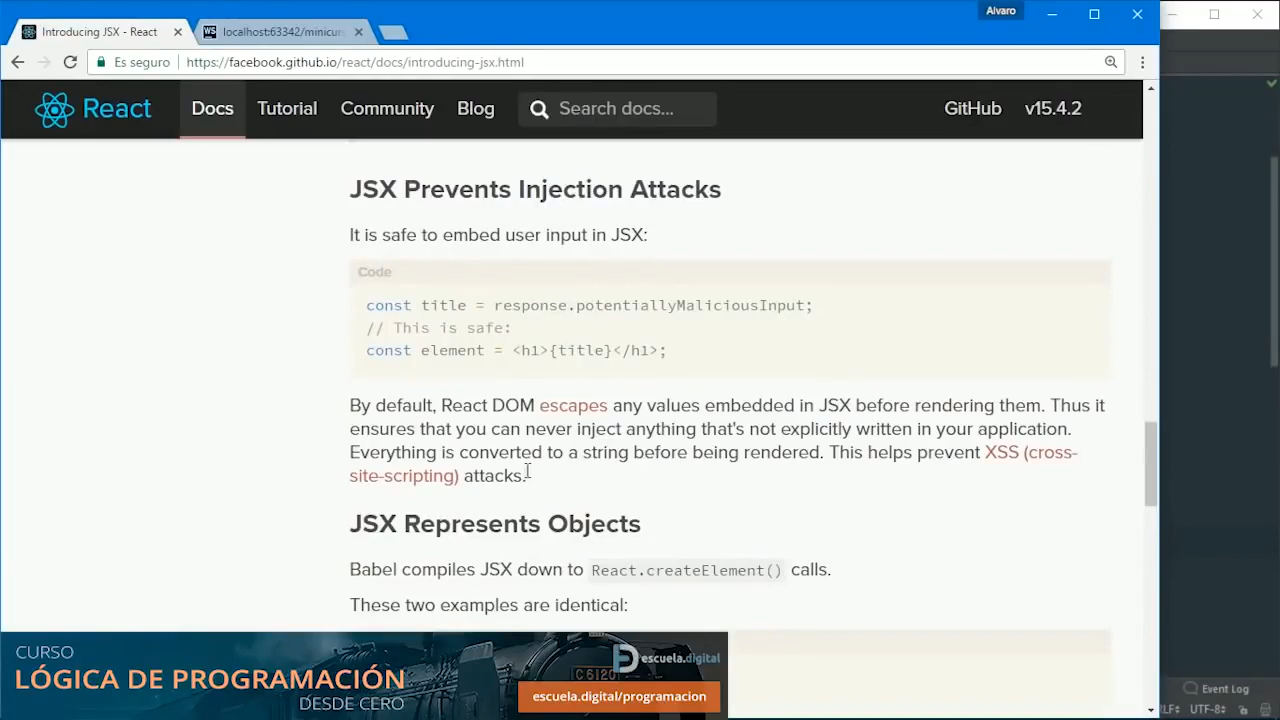 Alvaro
Introducing JSX - React
WS localhost:63342/minicurs
Es seguro https://facebook.github.io/react/docs/introducing-jsx.html
React Docs Tutorial Community Blog Search docs... GitHub v15.4.2
JSX Prevents Injection Attacks
It is safe to embed user input in JSX:
Code
const title = response.potentiallyMaliciousInput;
// This is safe:
const element = <h1>{title}</h1>;
By default, React DOM escapes any values embedded in JSX before rendering them. Thus it
ensures that you can never inject anything that's not explicitly written in your application.
Everything is converted to a string before being rendered. This helps prevent XSS (cross-
site-scripting) attacks.
JSX Represents Objects
Babel compiles JSX down to React.createElement() calls.
These two examples are identical:
CURSO
LÓGICA DE PROGRAMACIÓN
DESDE CERO
escuela.digital
C6120
escuela.digital/programacion
Event Log
LF÷ UTF-8÷